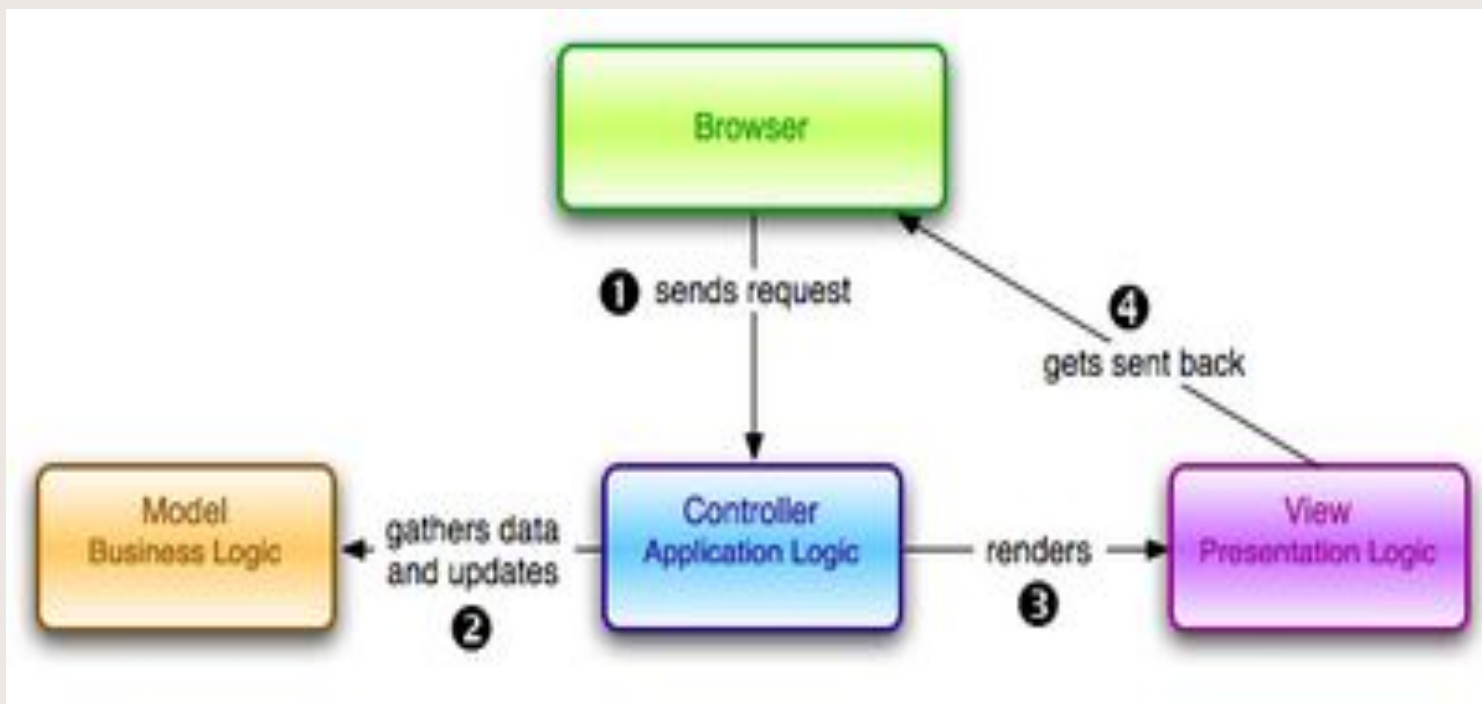 Browser
❶ sends request
❹
gets sent back
Model
Business Logic
gathers data
and updates
❷
Controller
Application Logic
renders
❸
View
Presentation Logic